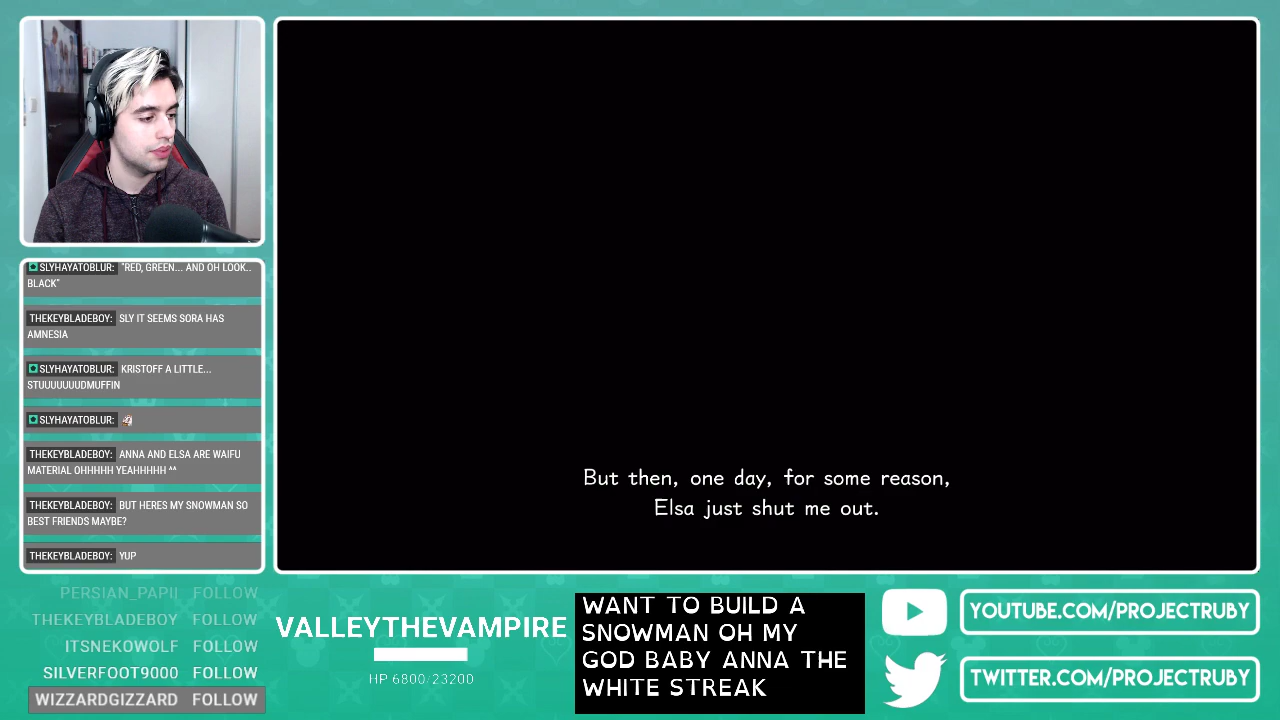 SLYHAYATOBLUR: "RED, GREEN... AND OH LOOK..
BLACK"
THEKEYBLADEBOY: SLY IT SEEMS SORA HAS
AMNESIA
SLYHAYATOBLUR: KRISTOFF A LITTLE...
STUUUUUUUDMUFFIN
SLYHAYATOBLUR:
THEKEYBLADEBOY: ANNA AND ELSA ARE WAIFU
MATERIAL OHHHHH YEAHHHHH ^^
THEKEYBLADEBOY: BUT HERES MY SNOWMAN SO
BEST FRIENDS MAYBE?
THEKEYBLADEBOY: YUP
But then, one day, for some reason,
Elsa just shut me out.
PERSIAN_PAPII FOLLOW
THEKEYBLADEBOY FOLLOW
ITSNEKOWOLF FOLLOW
SILVERFOOT9000 FOLLOW
WIZZARDGIZZARD FOLLOW
VALLEYTHEVAMPIRE
HP 6800/23200
WANT TO BUILD A
SNOWMAN OH MY
GOD BABY ANNA THE
WHITE STREAK
YOUTUBE.COM/PROJECTRUBY
TWITTER.COM/PROJECTRUBY